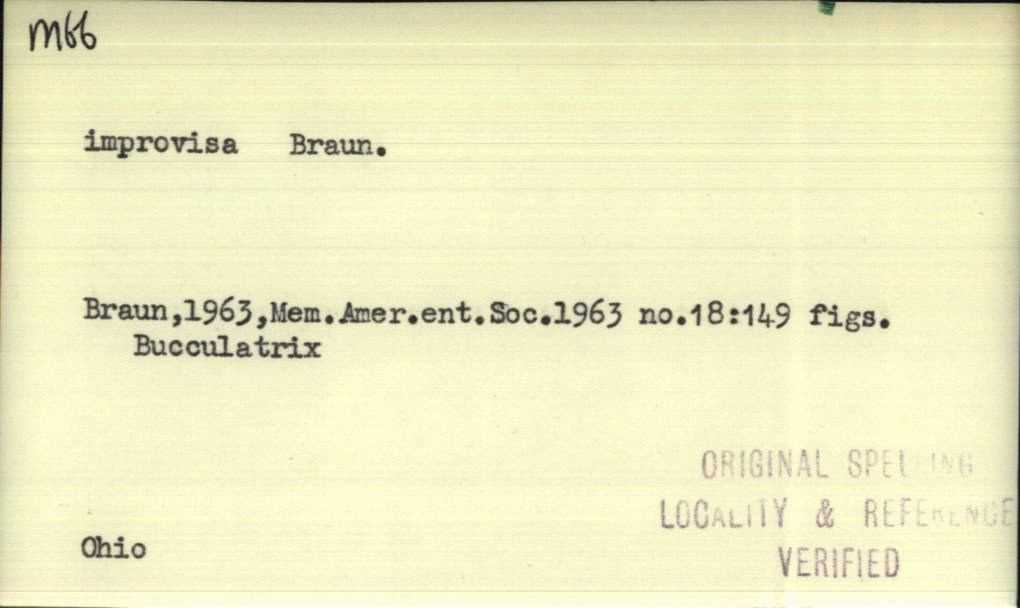 M66
improvisa Braun.
Braun,1963,Mem.Amer.ent.Soc.1963 no.18:149 figs.
Bucculatrix
ORIGINAL SPELLING
LOCALITY & REFERENCE
Ohio
VERIFIED